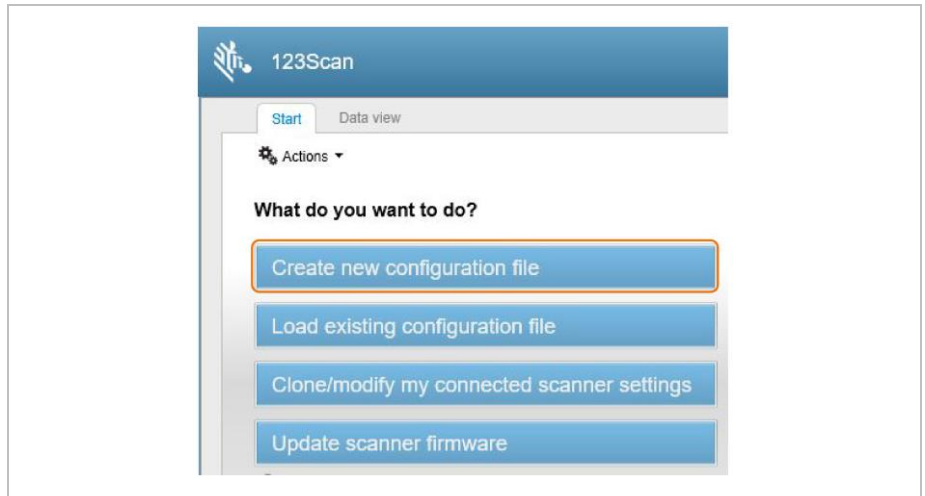 123Scan
Start Data view
Actions
What do you want to do?
Create new configuration file
Load existing configuration file
Clone/modify my connected scanner settings
Update scanner firmware